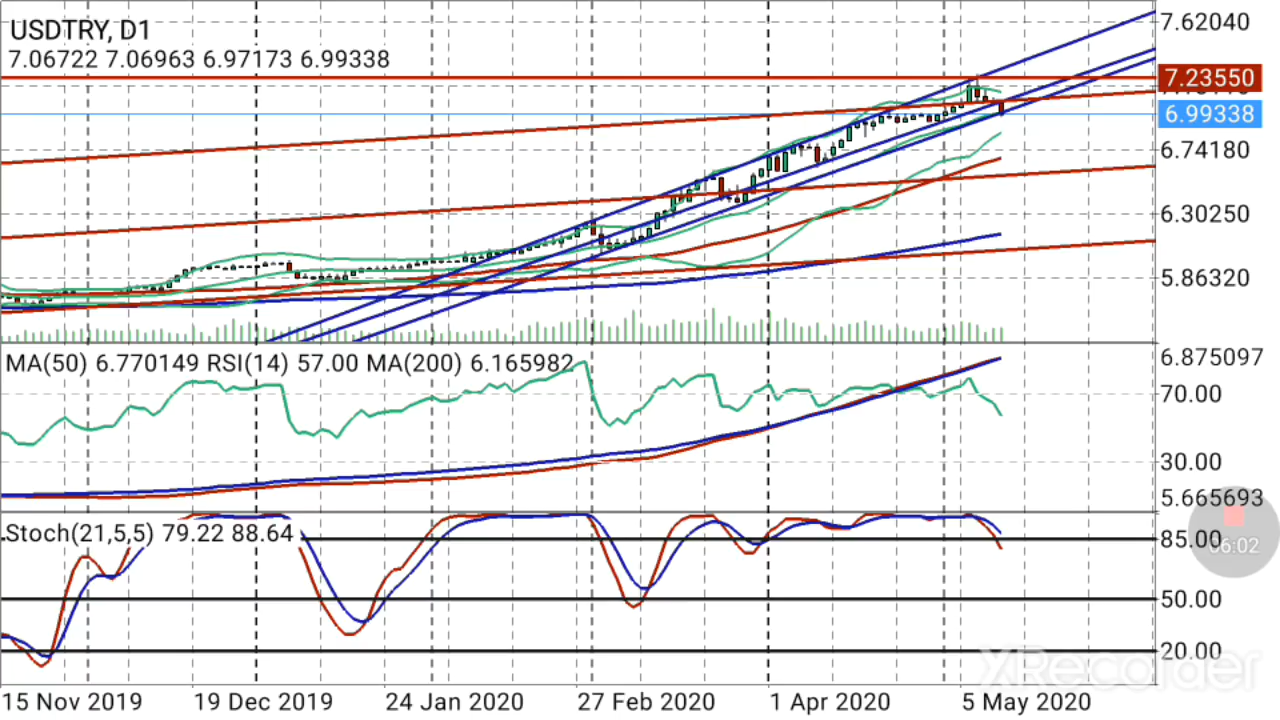 USDTRY, D1
7.06722 7.06963 6.97173 6.99338
7.62040
7.23550
6.99338
6.74180
6.30250
5.86320
MA(50) 6.770149 RSI(14) 57.00 MA(200) 6.165982
6.875097
70.00
30.00
5.665693
Stoch(21,5,5) 79.22 88.64
85.00
06:02
50.00
20.00
XRecorder
15 Nov 2019 19 Dec 2019 24 Jan 2020 27 Feb 2020 1 Apr 2020 5 May 2020